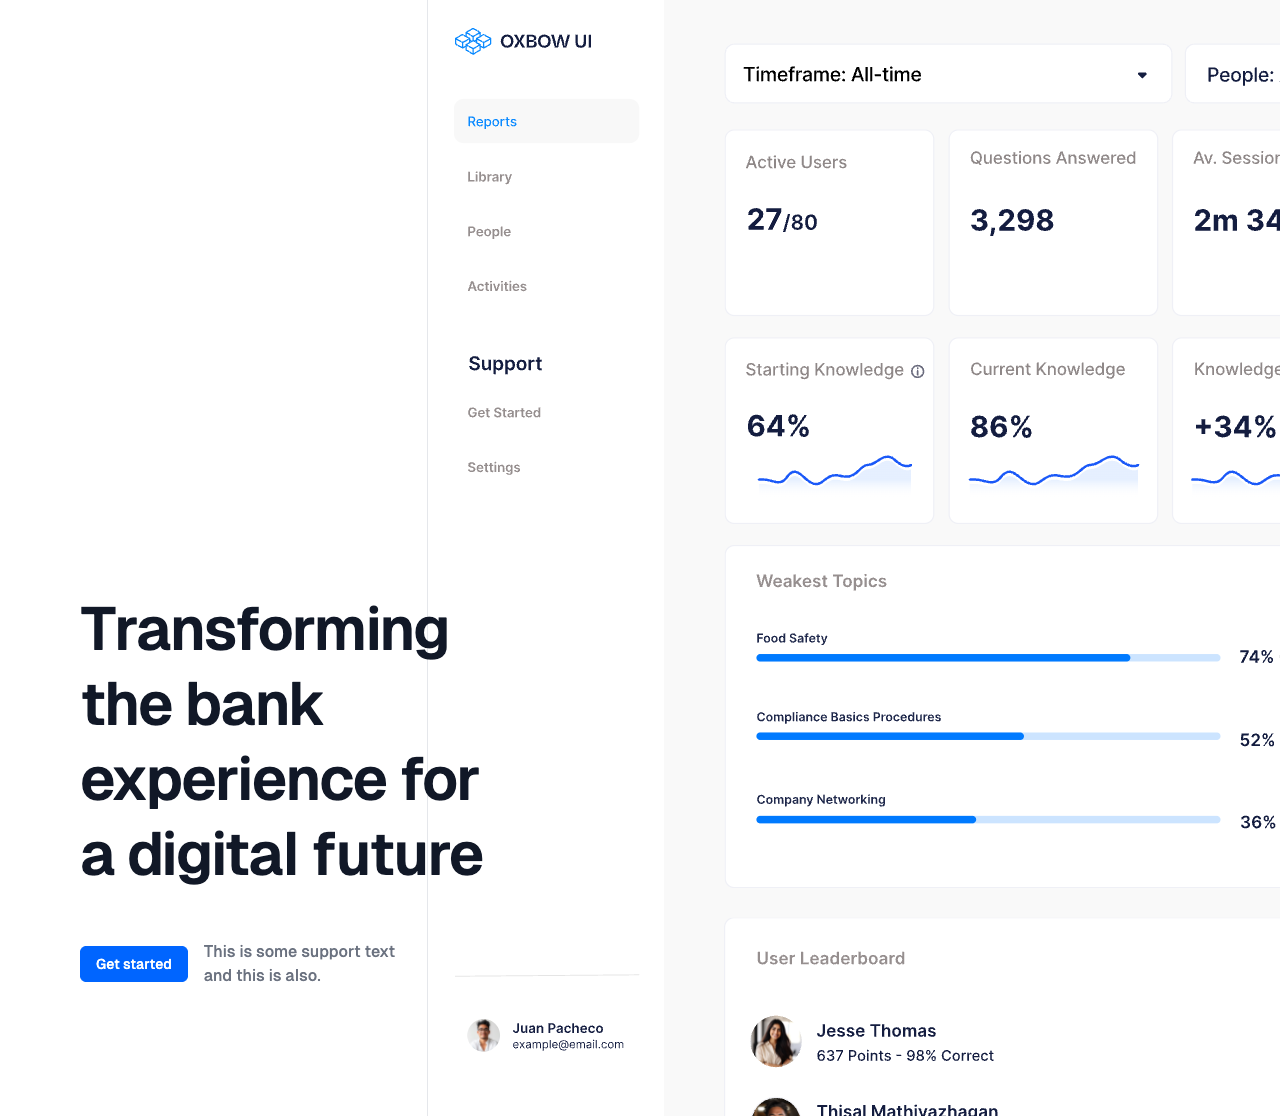 OXBOW UI
Reports
Library
People
Activities
Support
Get Started
Settings
Transforming
the bank
experience for
a digital future
Get started
This is some support text
and this is also.
Juan Pacheco
example@email.com
Timeframe: All-time
People:
Active Users
27/80
Questions Answered
3,298
Av. Session
2m 34
Starting Knowledge
64%
Current Knowledge
86%
Knowledge
+34%
Weakest Topics
Food Safety
74%
Compliance Basics Procedures
52%
Company Networking
36%
User Leaderboard
Jesse Thomas
637 Points - 98% Correct
Thisal Mathiyazhagan